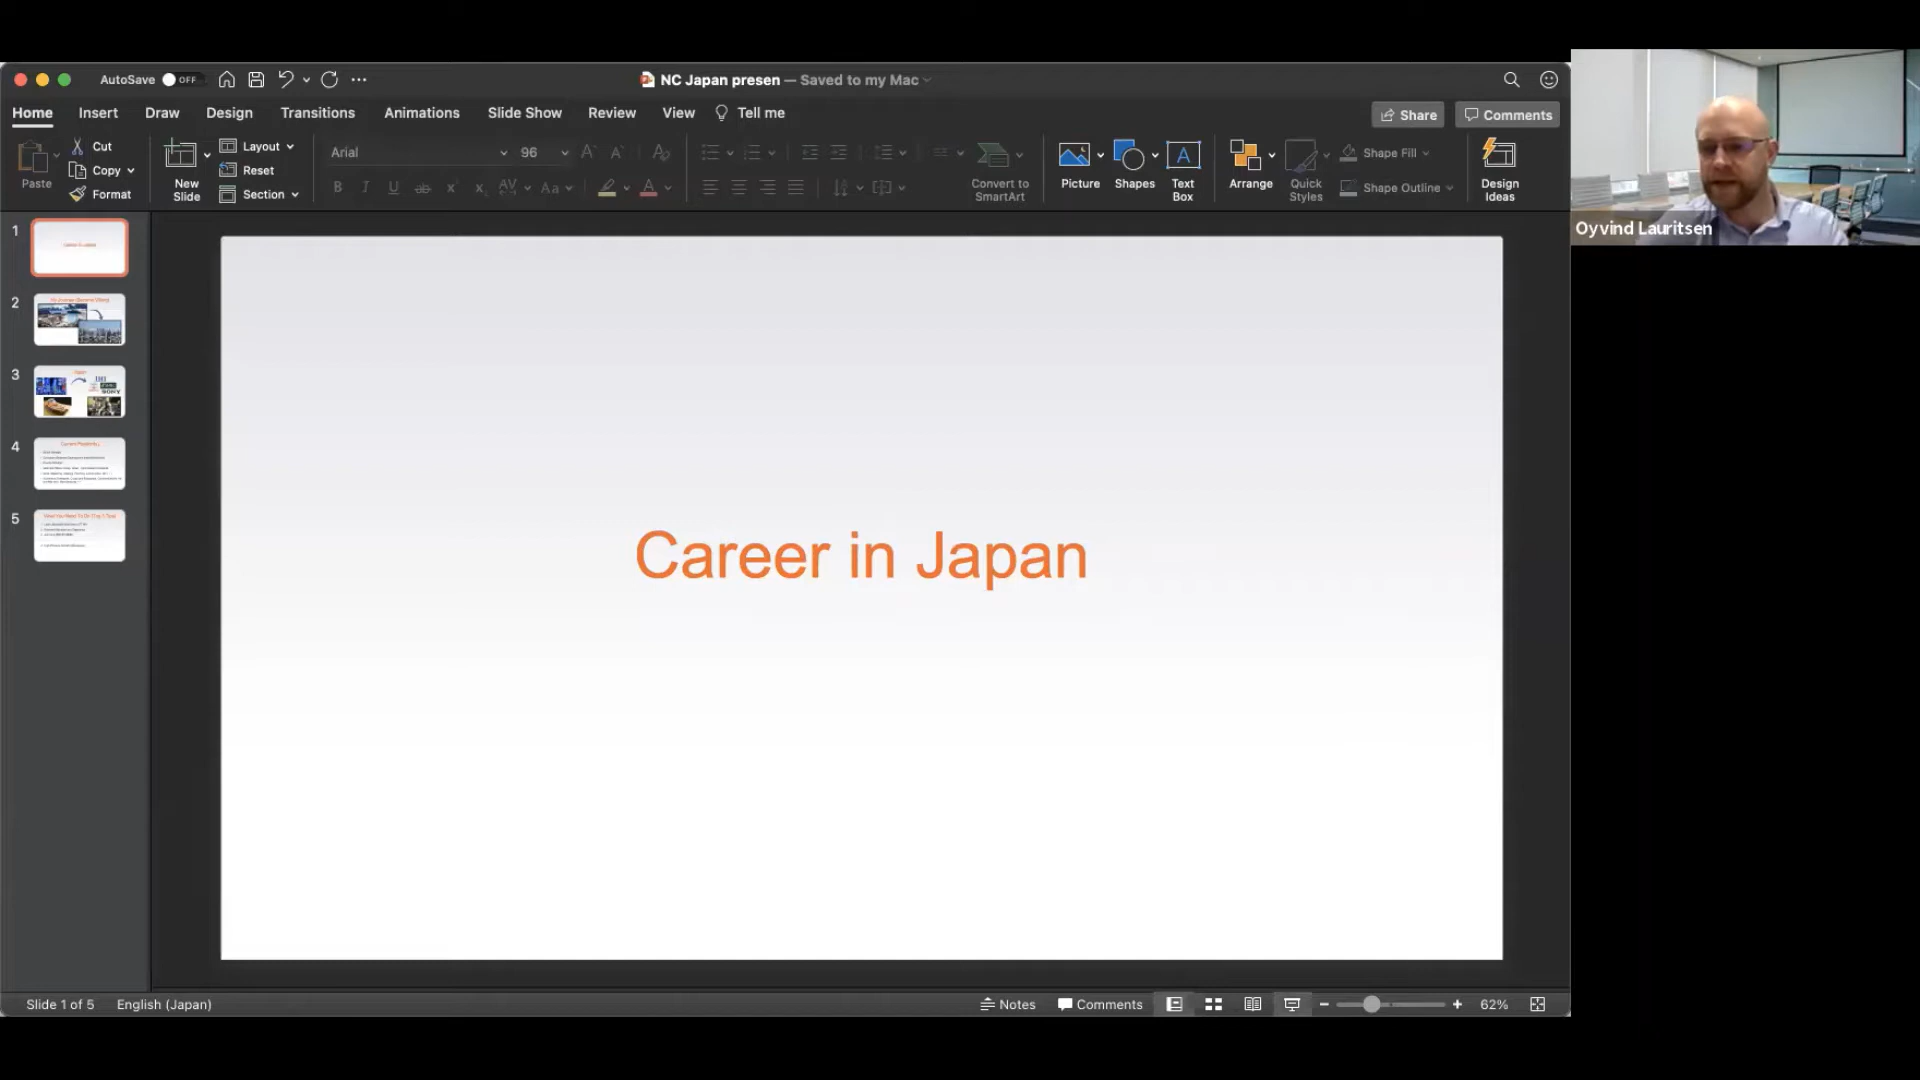 AutoSave OFF
NC Japan presen — Saved to my Mac
Home Insert Draw Design Transitions Animations Slide Show Review View Tell me
Share Comments
Paste
Cut
Copy
Format
New Slide
Layout
Reset
Section
Arial 96
Convert to SmartArt
Picture
Shapes
Text Box
Arrange
Quick Styles
Shape Fill
Shape Outline
Design Ideas
Oyvind Lauritsen
1
2
3
4
5
Career in Japan
Slide 1 of 5 English (Japan)
Notes Comments 62%